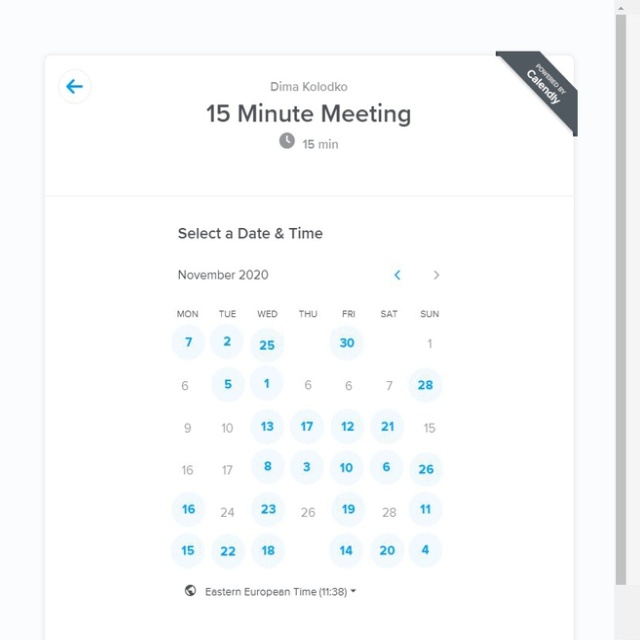 POWERED BY
Calendly
Dima Kolodko
15 Minute Meeting
15 min
Select a Date & Time
November 2020
MON TUE WED THU FRI SAT SUN
7 2 25 30 1
6 5 1 6 6 7 28
9 10 13 17 12 21 15
16 17 8 3 10 6 26
16 24 23 26 19 28 11
15 22 18 14 20 4
Eastern European Time (11:38)